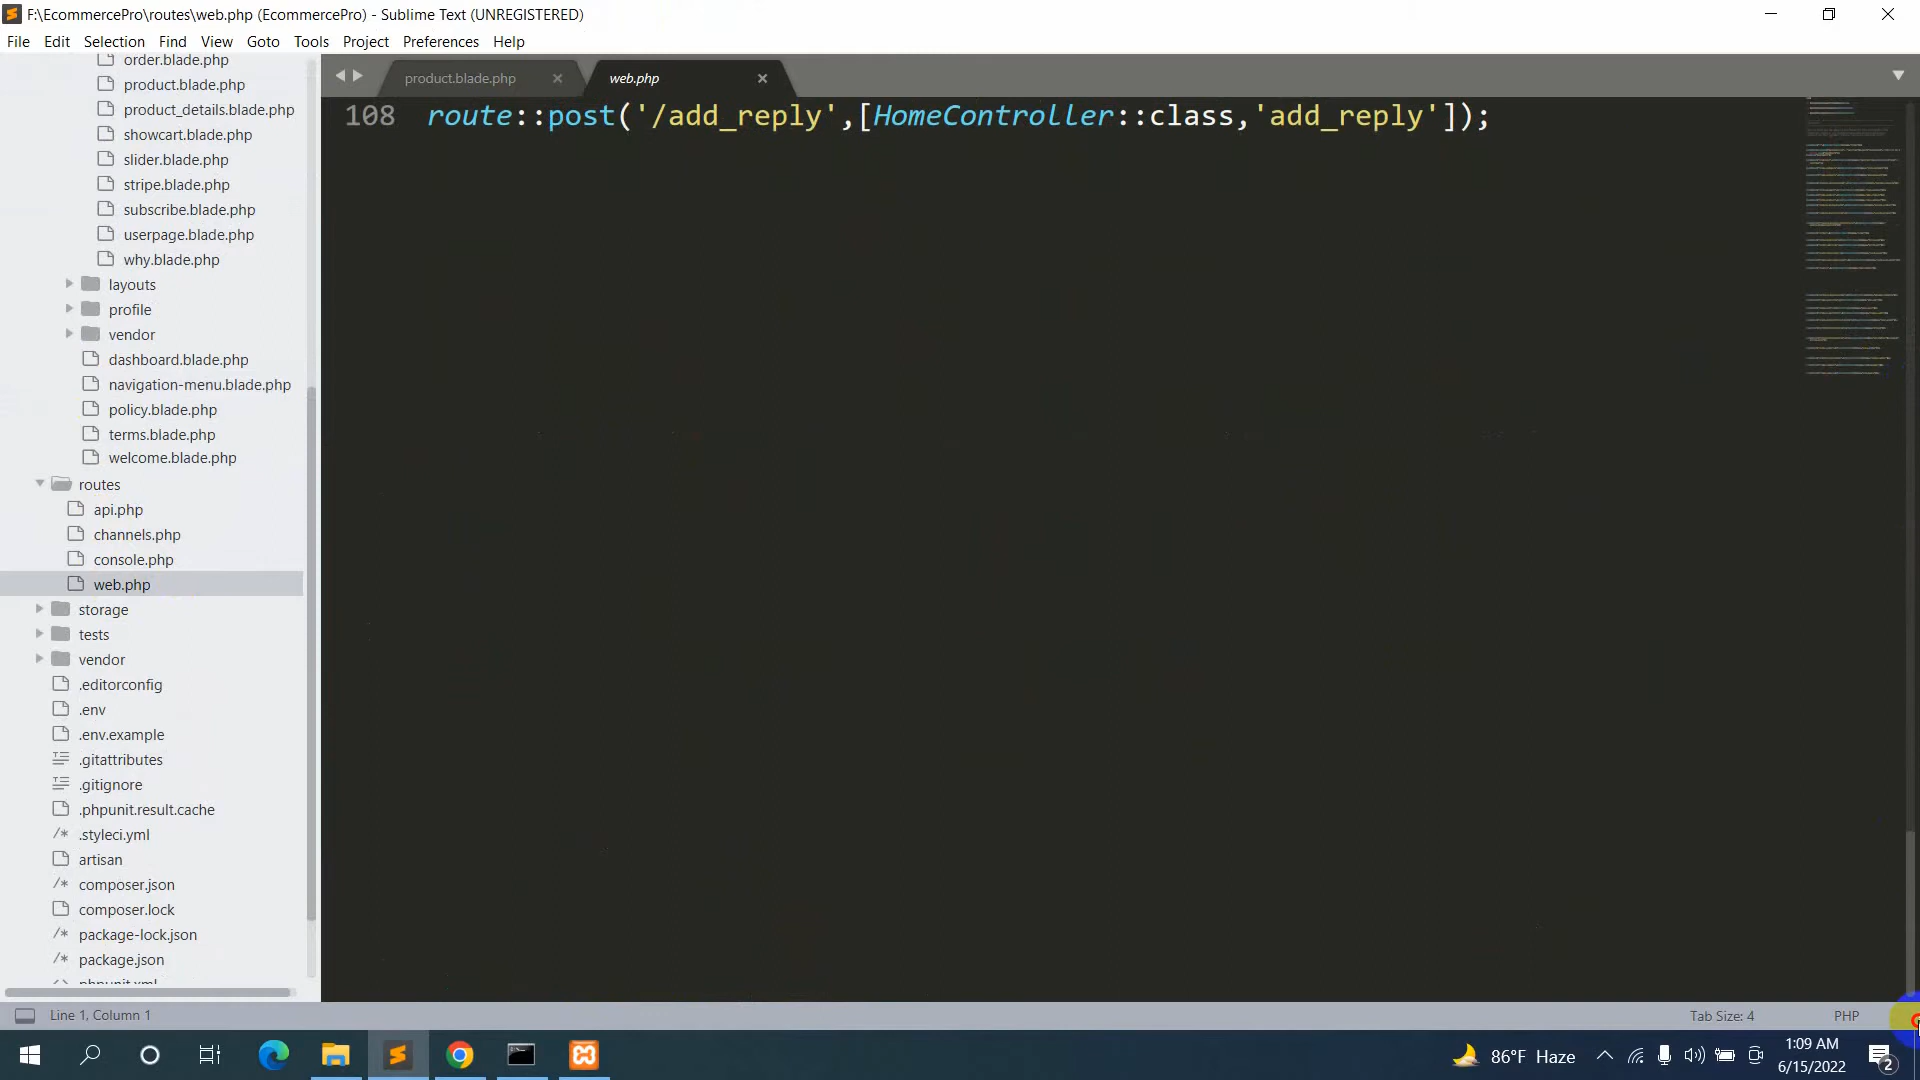 F:\EcommercePro\routes\web.php (EcommercePro) - Sublime Text (UNREGISTERED)
File Edit Selection Find View Goto Tools Project Preferences Help
order.blade.php
product.blade.php
product_details.blade.php
showcart.blade.php
slider.blade.php
stripe.blade.php
subscribe.blade.php
userpage.blade.php
why.blade.php
layouts
profile
vendor
dashboard.blade.php
navigation-menu.blade.php
policy.blade.php
terms.blade.php
welcome.blade.php
routes
api.php
channels.php
console.php
web.php
storage
tests
vendor
.editorconfig
.env
.env.example
.gitattributes
.gitignore
.phpunit.result.cache
.styleci.yml
artisan
composer.json
composer.lock
package-lock.json
package.json
phpunit.xml
product.blade.php
web.php
108 route::post('/add_reply',[HomeController::class,'add_reply']);
Line 1, Column 1
Tab Size: 4
PHP
86°F Haze
1:09 AM
6/15/2022
2